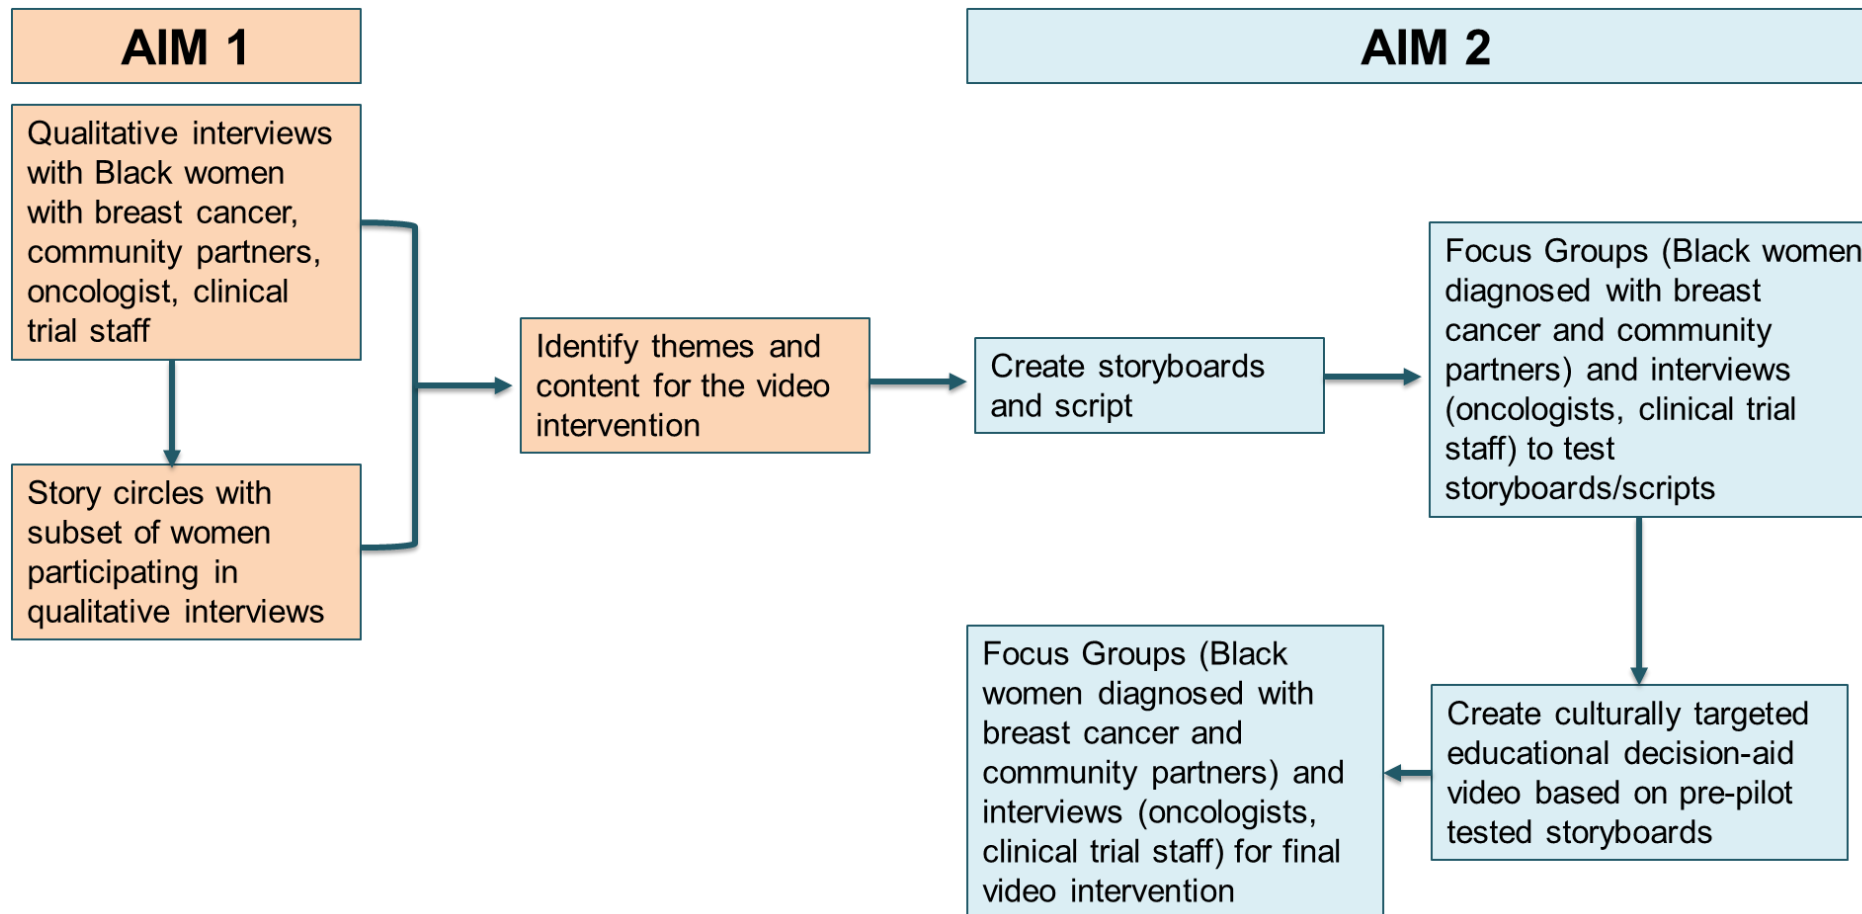 AIM 1
Qualitative interviews
with Black women
with breast cancer,
community partners,
oncologist, clinical
trial staff
Story circles with
subset of women
participating in
qualitative interviews
Identify themes and
content for the video
intervention
AIM 2
Create storyboards
and script
Focus Groups (Black women
diagnosed with breast
cancer and community
partners) and interviews
(oncologists, clinical trial
staff) to test
storyboards/scripts
Create culturally targeted
educational decision-aid
video based on pre-pilot
tested storyboards
Focus Groups (Black
women diagnosed with
breast cancer and
community partners) and
interviews (oncologists,
clinical trial staff) for final
video intervention